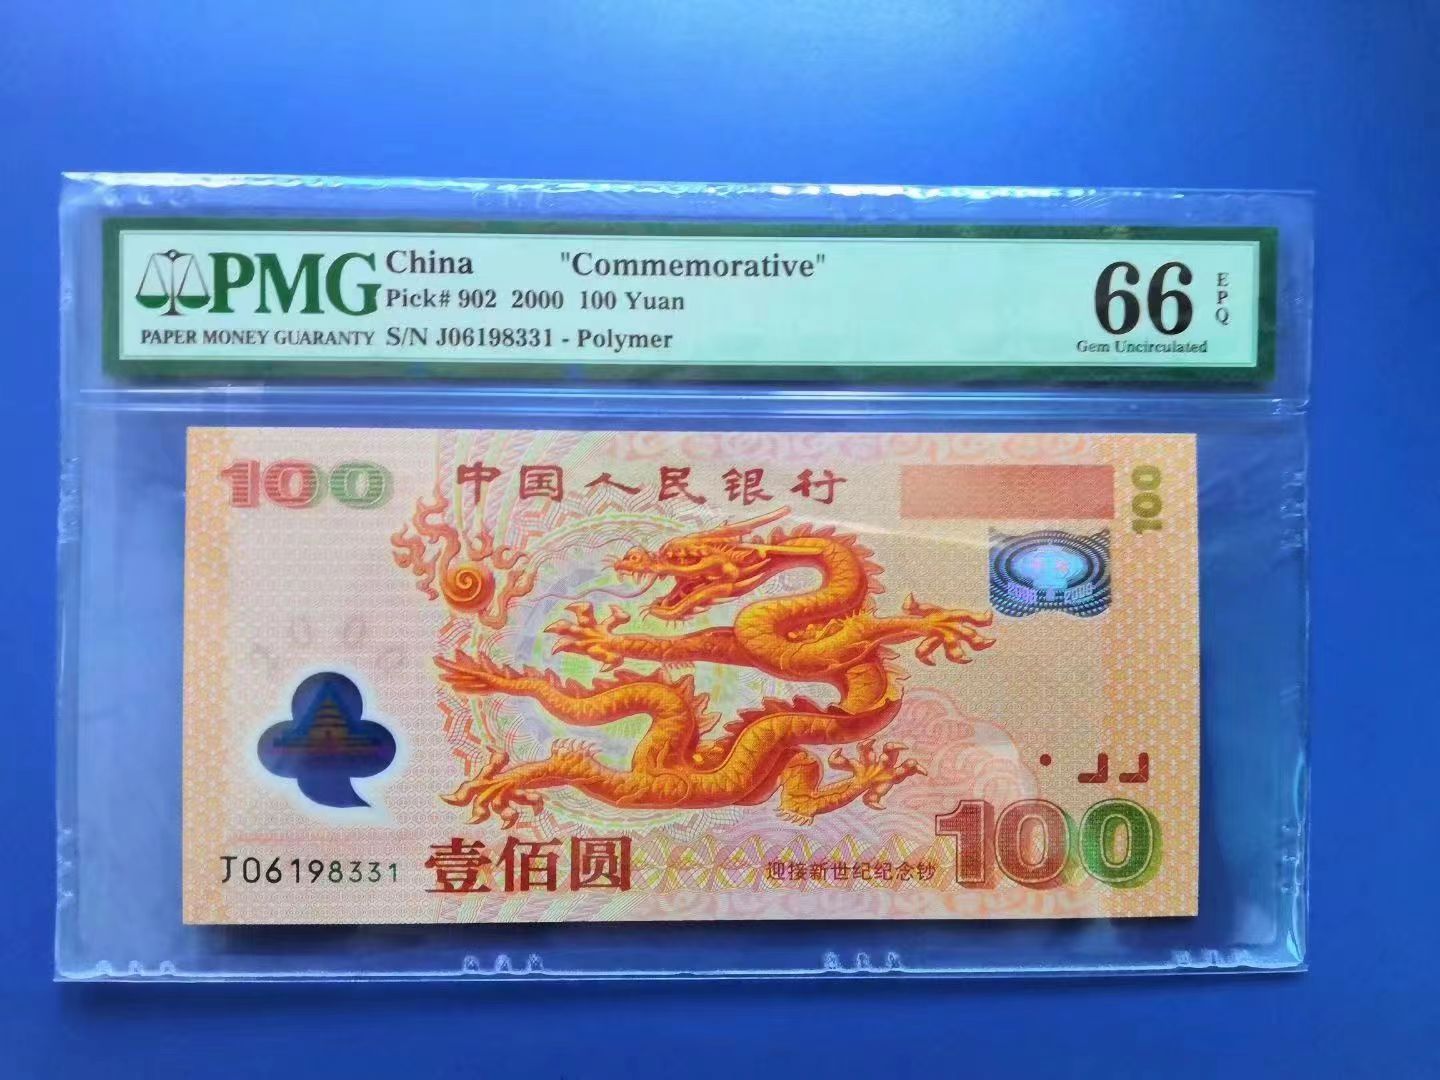 PMG
PAPER MONEY GUARANTY
China "Commemorative"
Pick# 902 2000 100 Yuan
S/N J06198331 - Polymer
66
EPQ
Gem Uncirculated
100
中国人民银行
100
2000 2000
J06198331
壹佰圆
迎接新世纪纪念钞
100